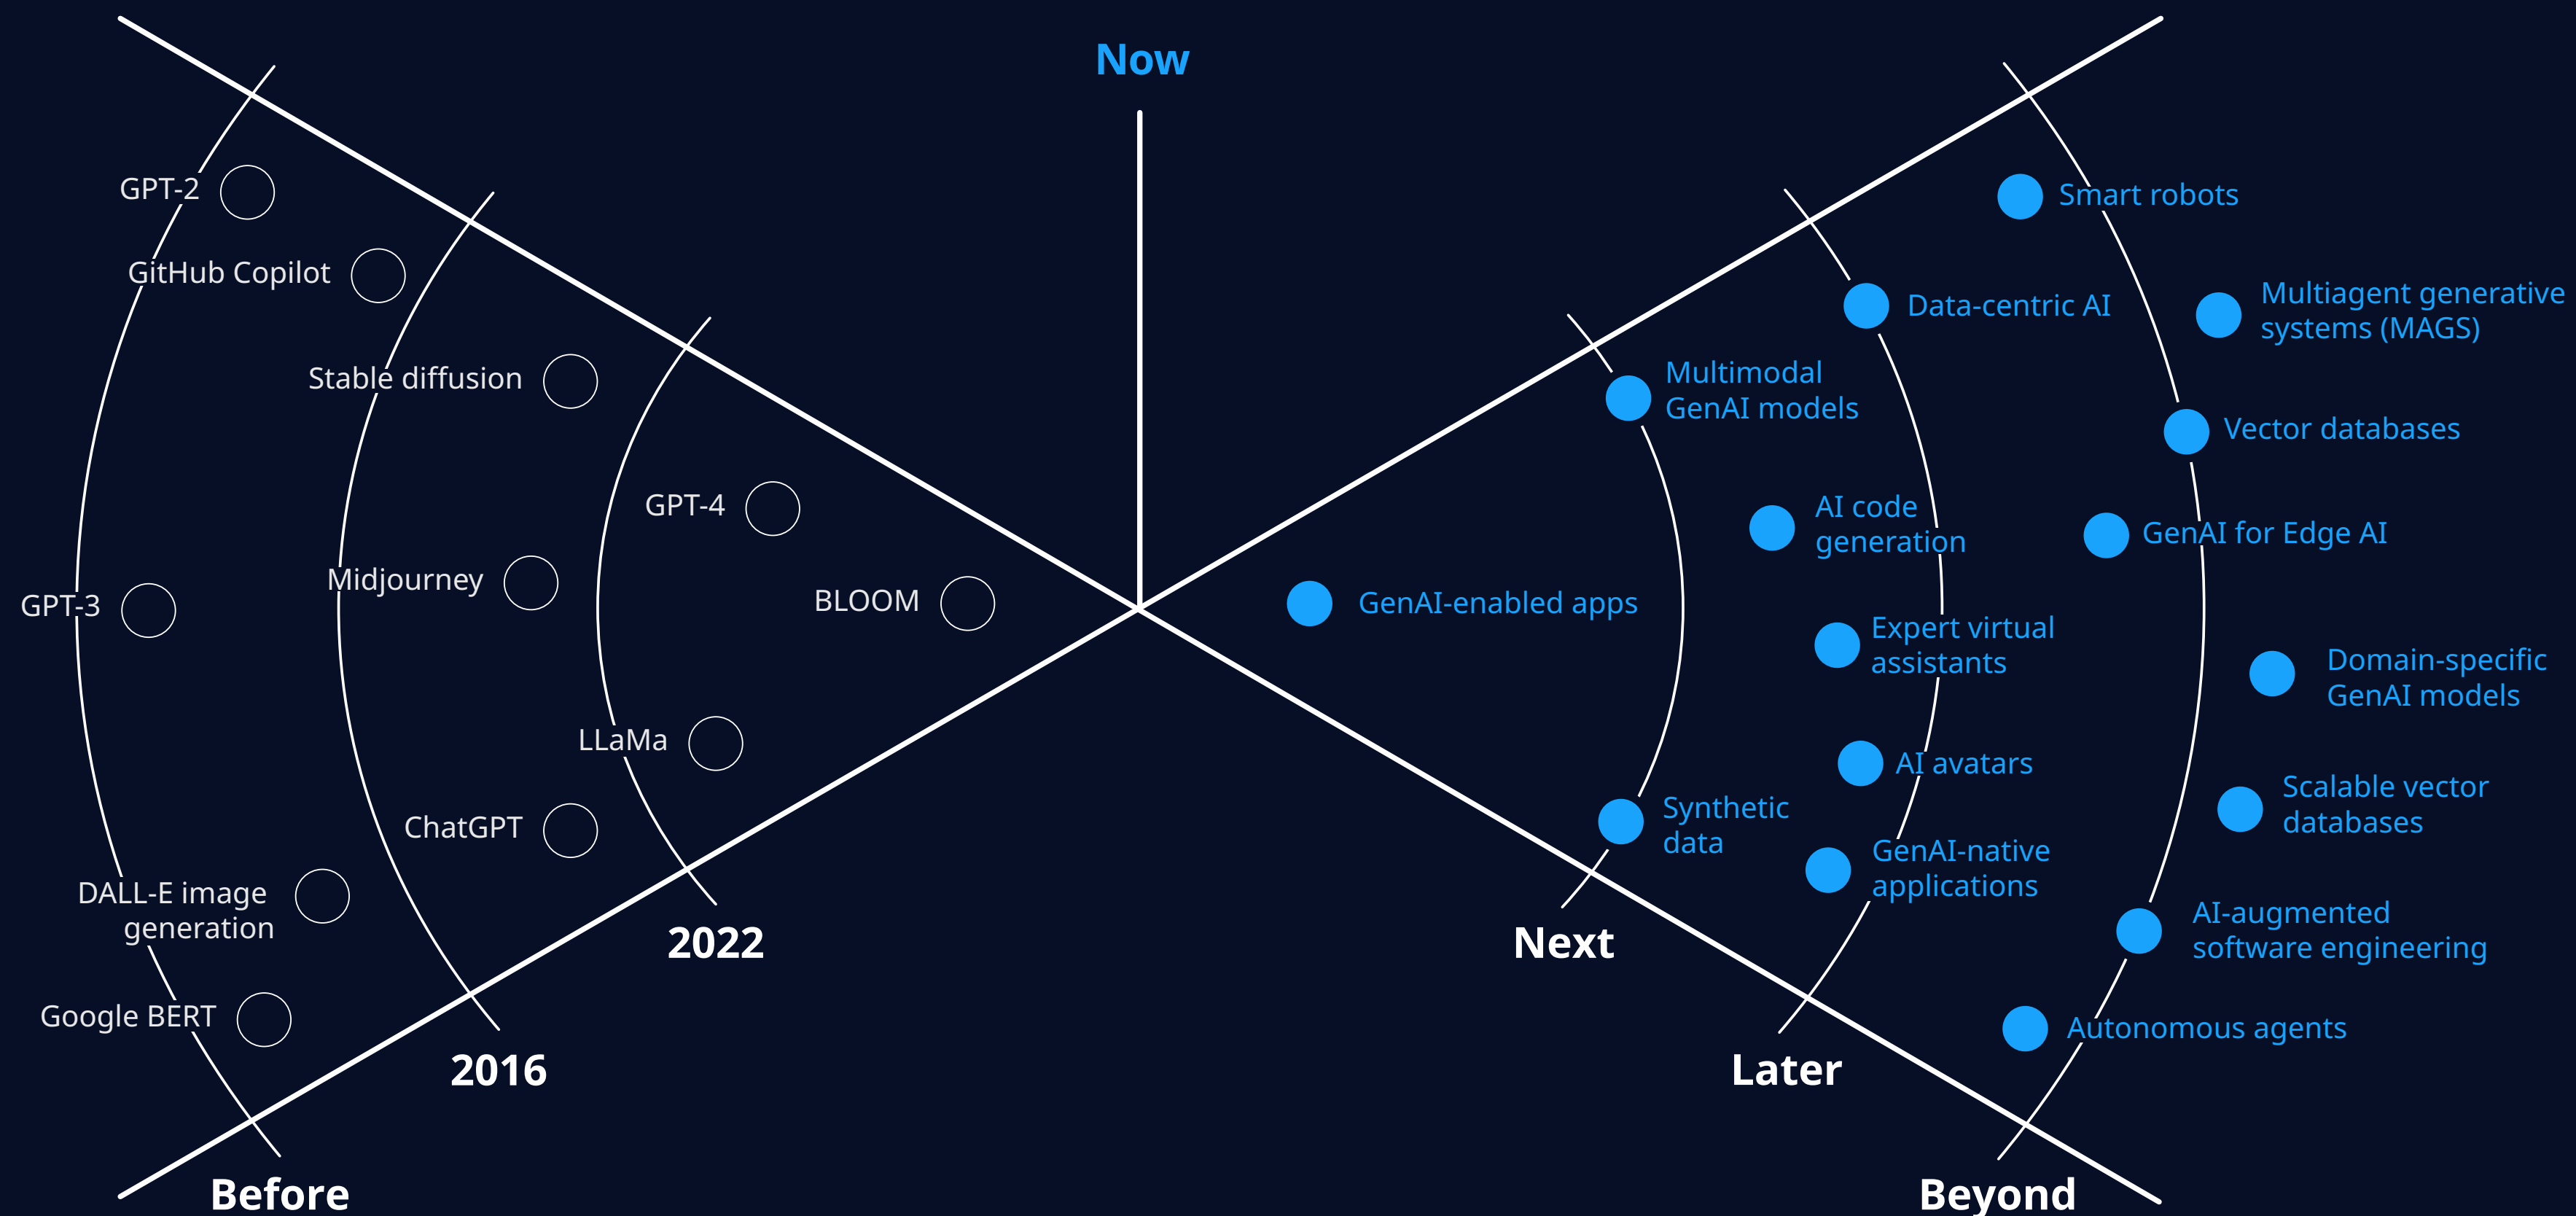 Now
GPT-2
GitHub Copilot
Stable diffusion
GPT-4
Midjourney
BLOOM
GPT-3
LLaMa
ChatGPT
DALL-E image
generation
Google BERT
2022
2016
Before
Smart robots
Multiagent generative
systems (MAGS)
Data-centric AI
Multimodal
GenAI models
Vector databases
AI code
generation
GenAI for Edge AI
GenAI-enabled apps
Expert virtual
assistants
Domain-specific
GenAI models
AI avatars
Scalable vector
databases
Synthetic
data
GenAI-native
applications
AI-augmented
software engineering
Autonomous agents
Next
Later
Beyond